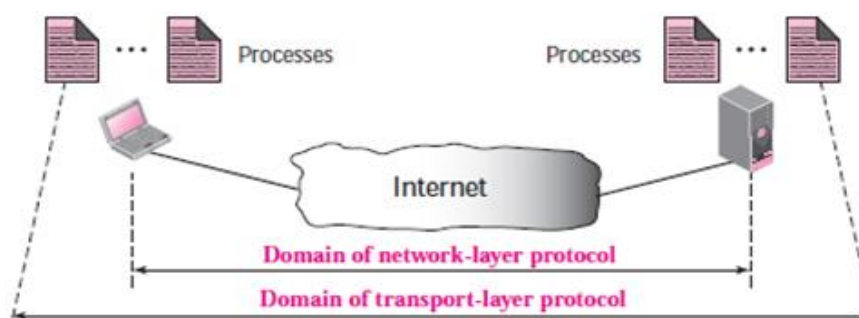 Processes
Processes
Internet
Domain of network-layer protocol
Domain of transport-layer protocol